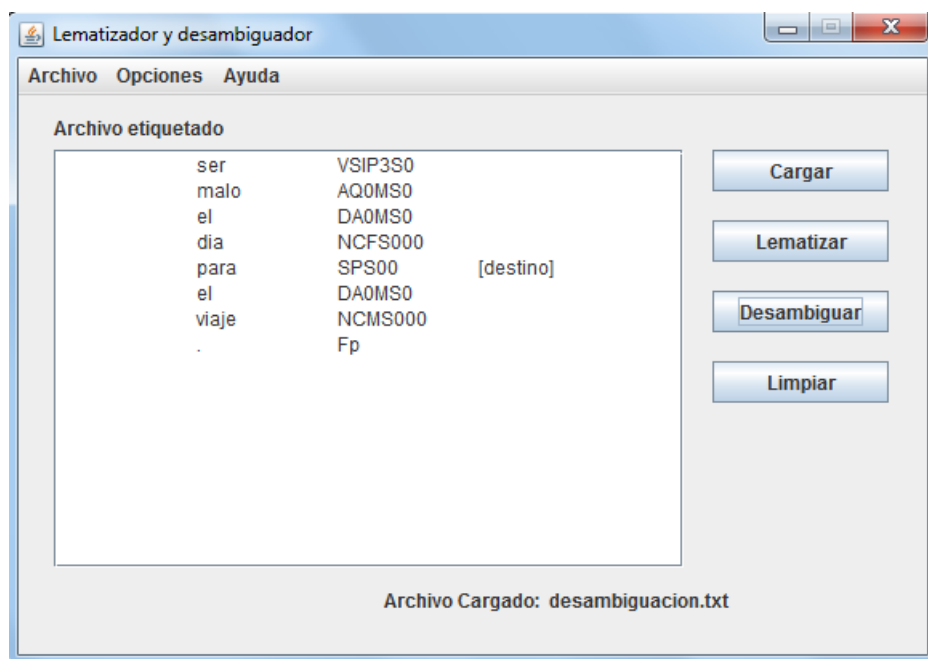 Lematizador y desambiguador
Archivo Opciones Ayuda
Archivo etiquetado
ser VSIP3S0
malo AQ0MS0
el DA0MS0
dia NCFS000
para SPS00 [destino]
el DA0MS0
viaje NCMS000
. Fp
Cargar
Lematizar
Desambiguar
Limpiar
Archivo Cargado: desambiguacion.txt